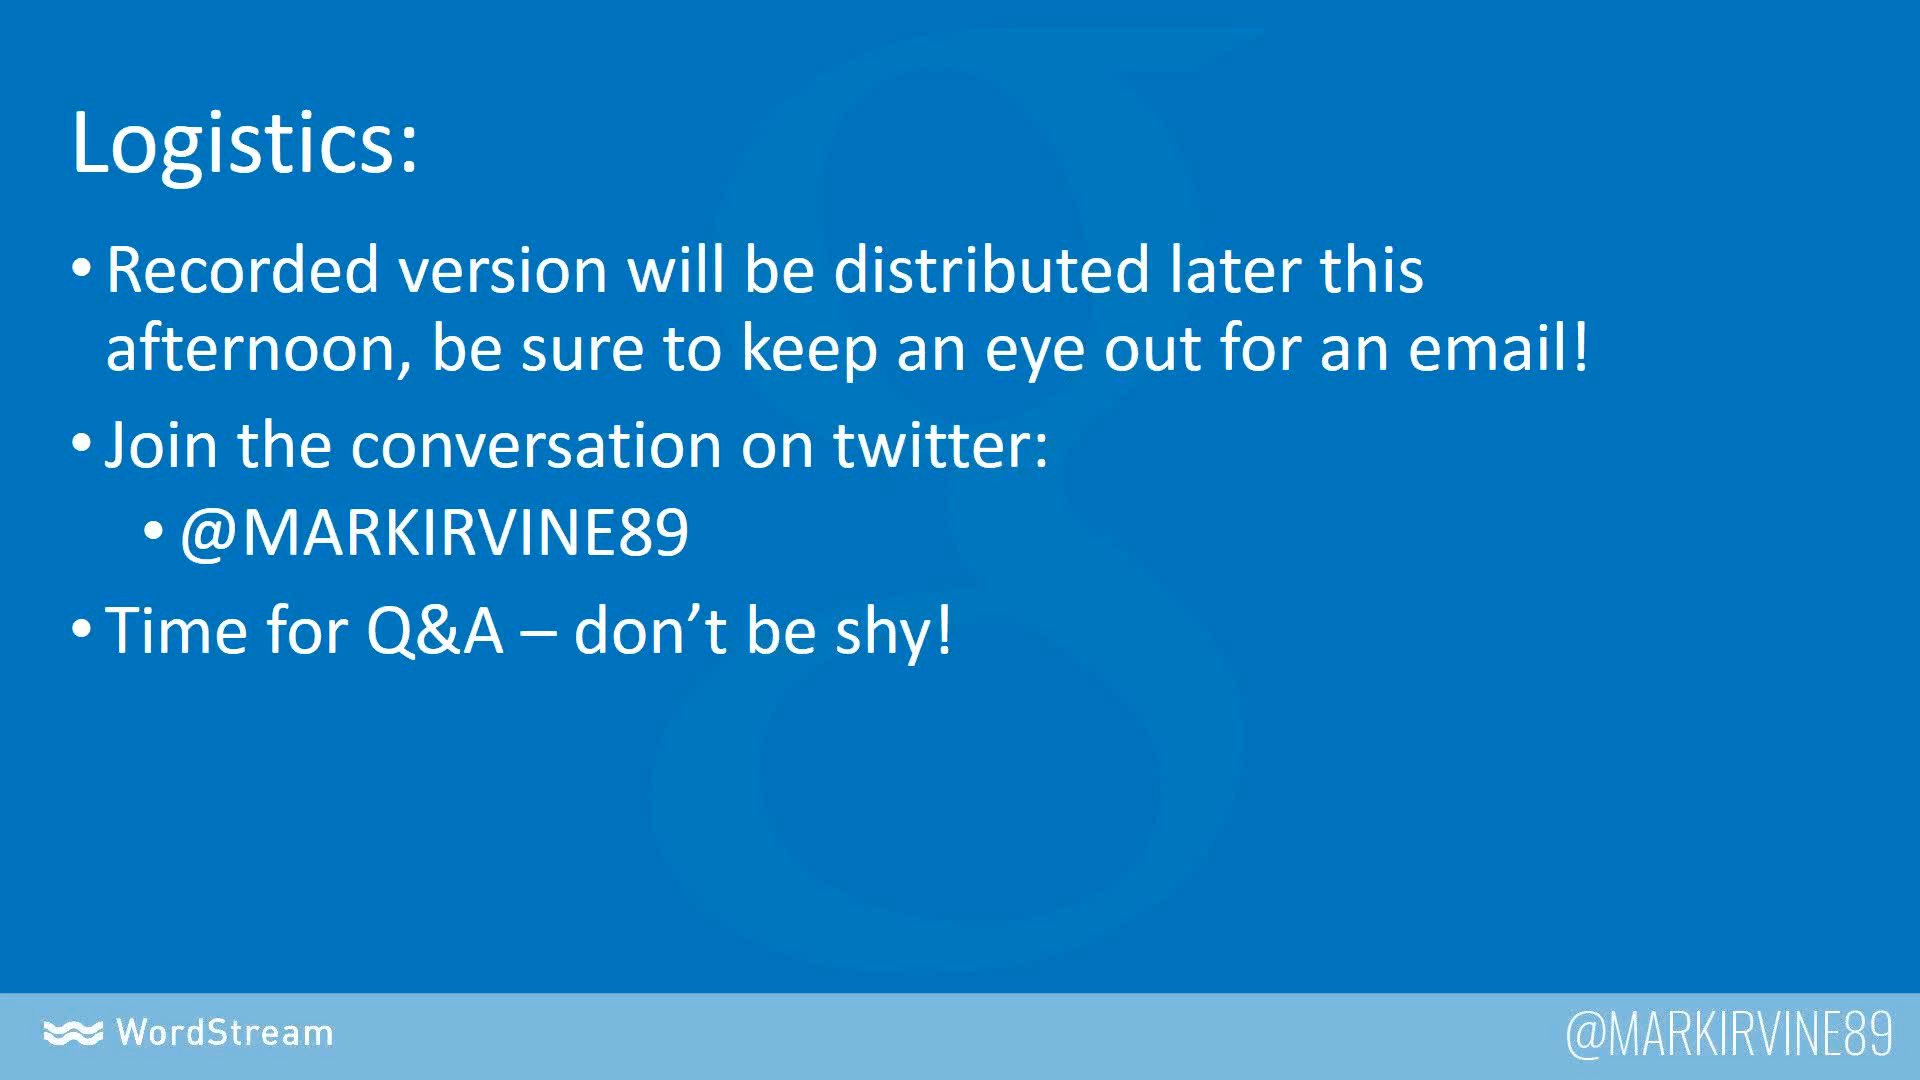 Logistics:
• Recorded version will be distributed later this
afternoon, be sure to keep an eye out for an email!
• Join the conversation on twitter:
• @MARKIRVINE89
• Time for Q&A – don’t be shy!
WordStream
@MARKIRVINE89